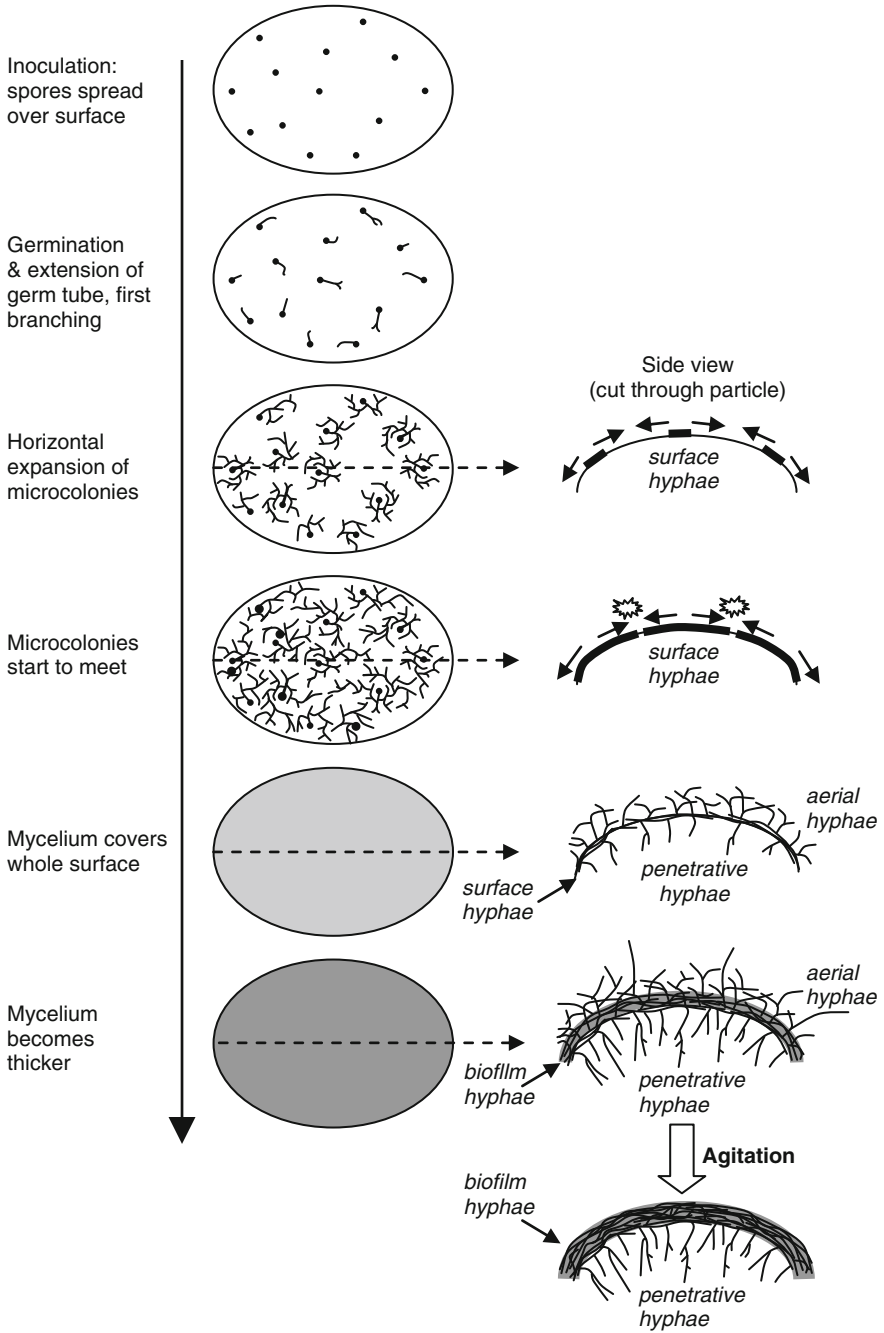 Inoculation:
spores spread
over surface
Germination
& extension of
germ tube, first
branching
Side view
(cut through particle)
Horizontal
expansion of
microcolonies
surface
hyphae
Microcolonies
start to meet
surface
hyphae
Mycelium covers
whole surface
aerial
hyphae
penetrative
hyphae
surface
hyphae
Mycelium
becomes
thicker
aerial
hyphae
biofIlm
hyphae
penetrative
hyphae
Agitation
biofilm
hyphae
penetrative
hyphae